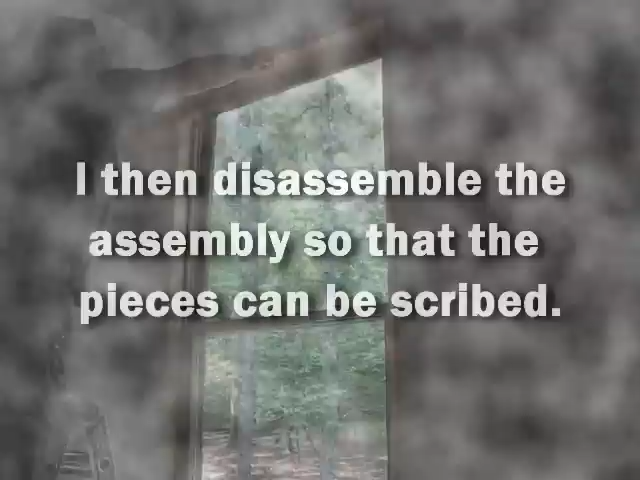 I then disassemble the
assembly so that the
pieces can be scribed.